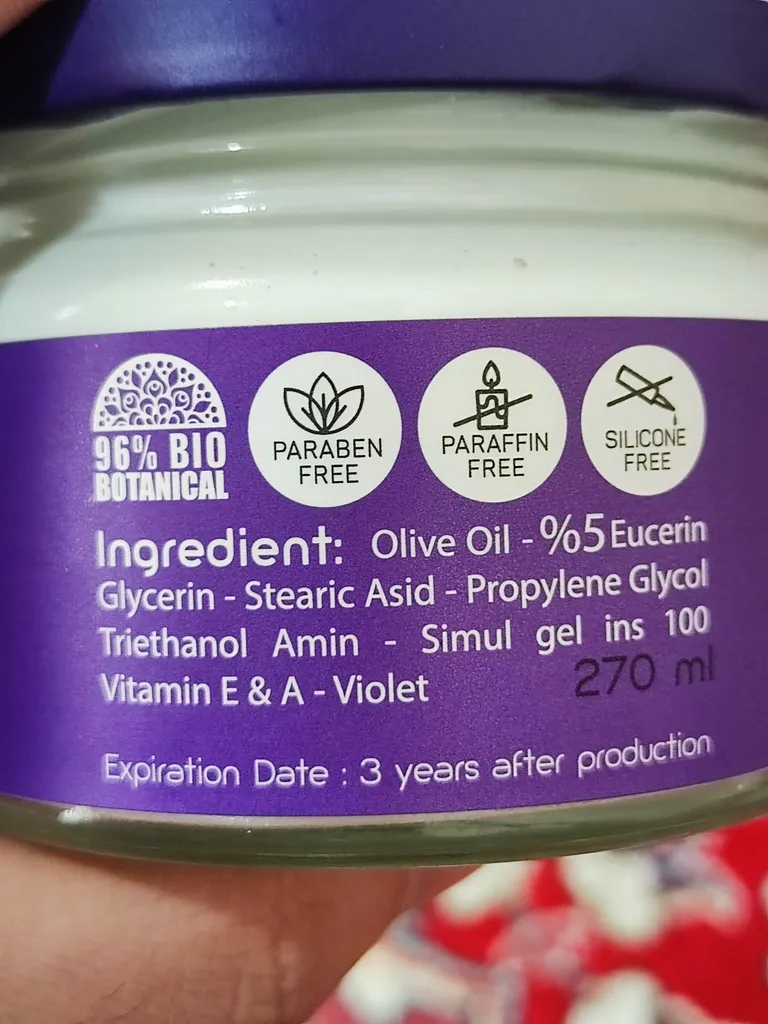 96% BIO
BOTANICAL
PARABEN
FREE
PARAFFIN
FREE
SILICONE
FREE
Ingredient: Olive Oil - %5 Eucerin
Glycerin - Stearic Asid - Propylene Glycol
Triethanol Amin - Simul gel ins 100
Vitamin E & A - Violet
270 ml
Expiration Date : 3 years after production